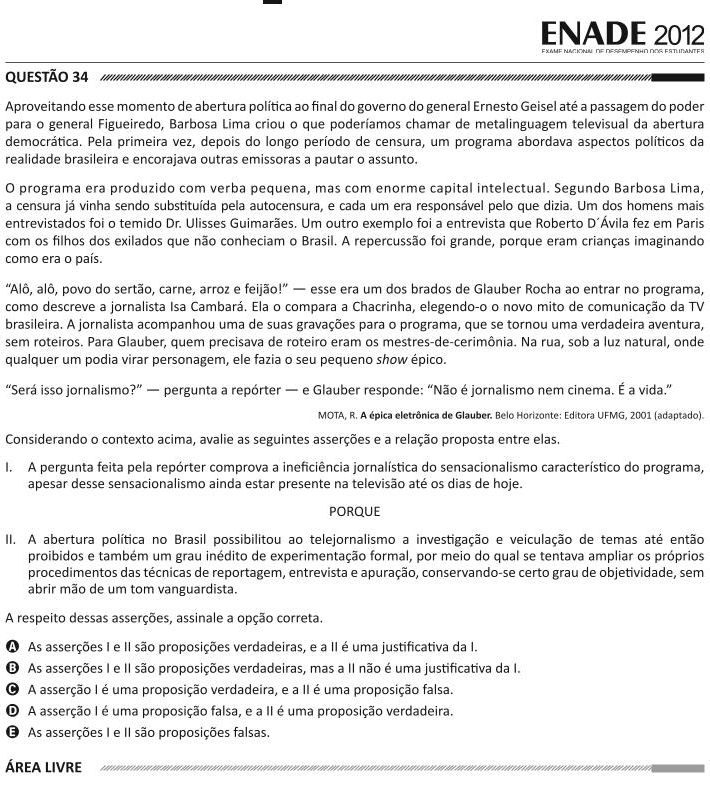 ENADE 2012
EXAME NACIONAL DE DESEMPENHO DOS ESTUDANTES
QUESTÃO 34
Aproveitando esse momento de abertura política ao final do governo do general Ernesto Geisel até a passagem do poder
para o general Figueiredo, Barbosa Lima criou o que poderíamos chamar de metalinguagem televisual da abertura
democrática. Pela primeira vez, depois do longo período de censura, um programa abordava aspectos políticos da
realidade brasileira e encorajava outras emissoras a pautar o assunto.
O programa era produzido com verba pequena, mas com enorme capital intelectual. Segundo Barbosa Lima,
a censura já vinha sendo substituída pela autocensura, e cada um era responsável pelo que dizia. Um dos homens mais
entrevistados foi o temido Dr. Ulisses Guimarães. Um outro exemplo foi a entrevista que Roberto D´Ávila fez em Paris
com os filhos dos exilados que não conheciam o Brasil. A repercussão foi grande, porque eram crianças imaginando
como era o país.
“Alô, alô, povo do sertão, carne, arroz e feijão!” — esse era um dos brados de Glauber Rocha ao entrar no programa,
como descreve a jornalista Isa Cambará. Ela o compara a Chacrinha, elegendo-o o novo mito de comunicação da TV
brasileira. A jornalista acompanhou uma de suas gravações para o programa, que se tornou uma verdadeira aventura,
sem roteiros. Para Glauber, quem precisava de roteiro eram os mestres-de-cerimônia. Na rua, sob a luz natural, onde
qualquer um podia virar personagem, ele fazia o seu pequeno show épico.
“Será isso jornalismo?” — pergunta a repórter — e Glauber responde: “Não é jornalismo nem cinema. É a vida.”
MOTA, R. A épica eletrônica de Glauber. Belo Horizonte: Editora UFMG, 2001 (adaptado).
Considerando o contexto acima, avalie as seguintes asserções e a relação proposta entre elas.
I. A pergunta feita pela repórter comprova a ineficiência jornalística do sensacionalismo característico do programa,
apesar desse sensacionalismo ainda estar presente na televisão até os dias de hoje.
PORQUE
II. A abertura política no Brasil possibilitou ao telejornalismo a investigação e veiculação de temas até então
proibidos e também um grau inédito de experimentação formal, por meio do qual se tentava ampliar os próprios
procedimentos das técnicas de reportagem, entrevista e apuração, conservando-se certo grau de objetividade, sem
abrir mão de um tom vanguardista.
A respeito dessas asserções, assinale a opção correta.
A As asserções I e II são proposições verdadeiras, e a II é uma justificativa da I.
B As asserções I e II são proposições verdadeiras, mas a II não é uma justificativa da I.
C A asserção I é uma proposição verdadeira, e a II é uma proposição falsa.
D A asserção I é uma proposição falsa, e a II é uma proposição verdadeira.
E As asserções I e II são proposições falsas.
ÁREA LIVRE